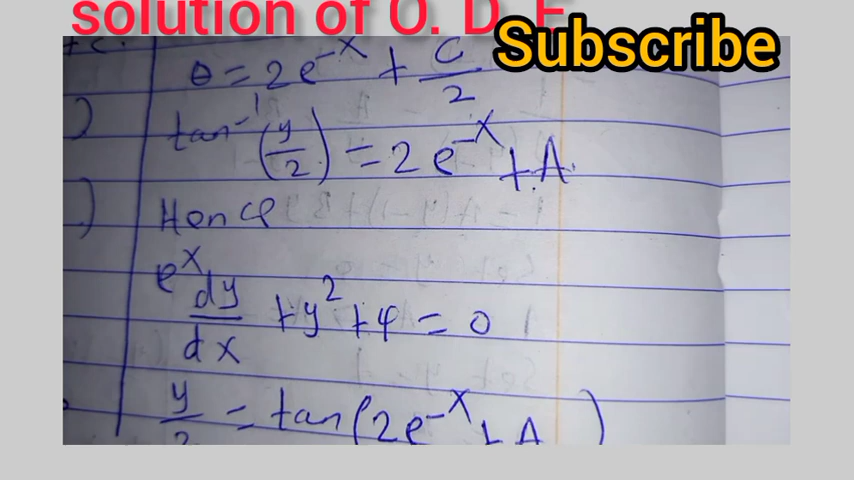 solution of O. D. E
Subscribe
θ = 2e^-x + C/2
tan^-1 (y/2) = 2e^-x + A
Hence
e^x dy/dx + y^2 + 4 = 0
y/2 = tan(2e^-x + A)